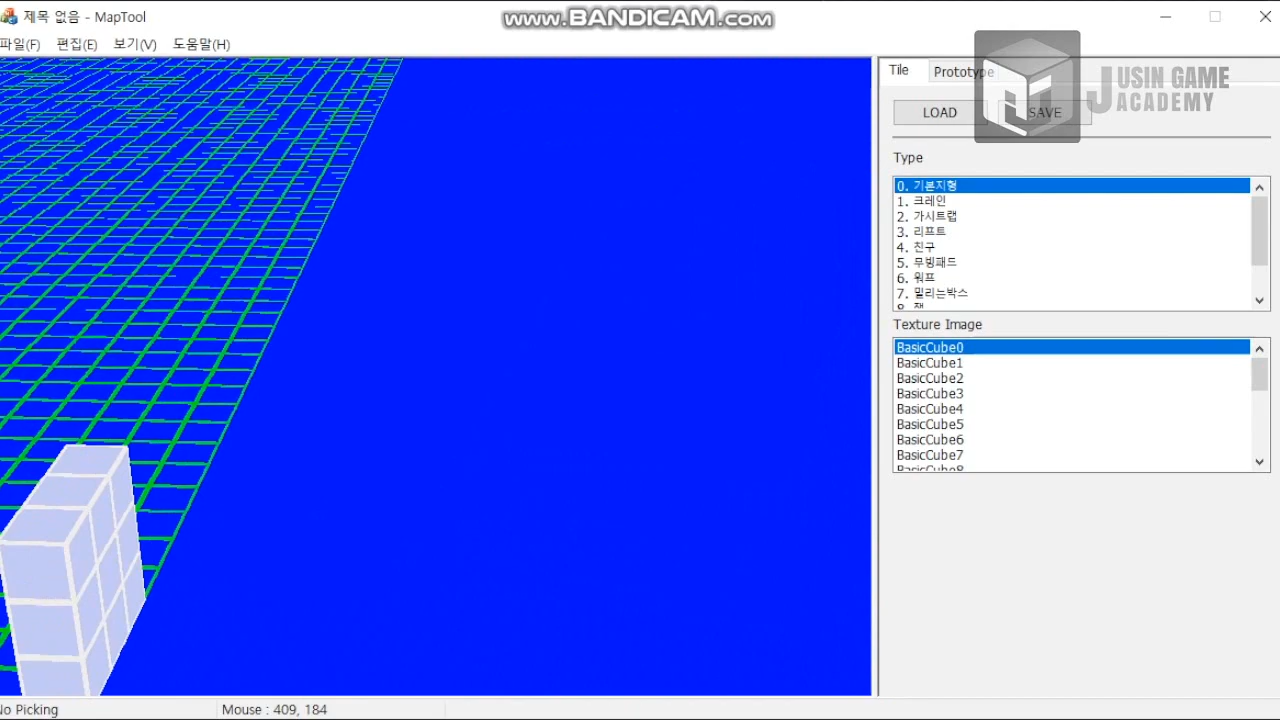 제목 없음 - MapTool
www.BANDICAM.com
파일(F) 편집(E) 보기(V) 도움말(H)
Tile Prototype
JUSIN GAME ACADEMY
LOAD SAVE
Type
0. 기본지형
1. 크레인
2. 가시트랩
3. 리프트
4. 친구
5. 무빙패드
6. 워프
7. 밀리는박스
Texture Image
BasicCube0
BasicCube1
BasicCube2
BasicCube3
BasicCube4
BasicCube5
BasicCube6
BasicCube7
BasicCube8
No Picking Mouse : 409, 184